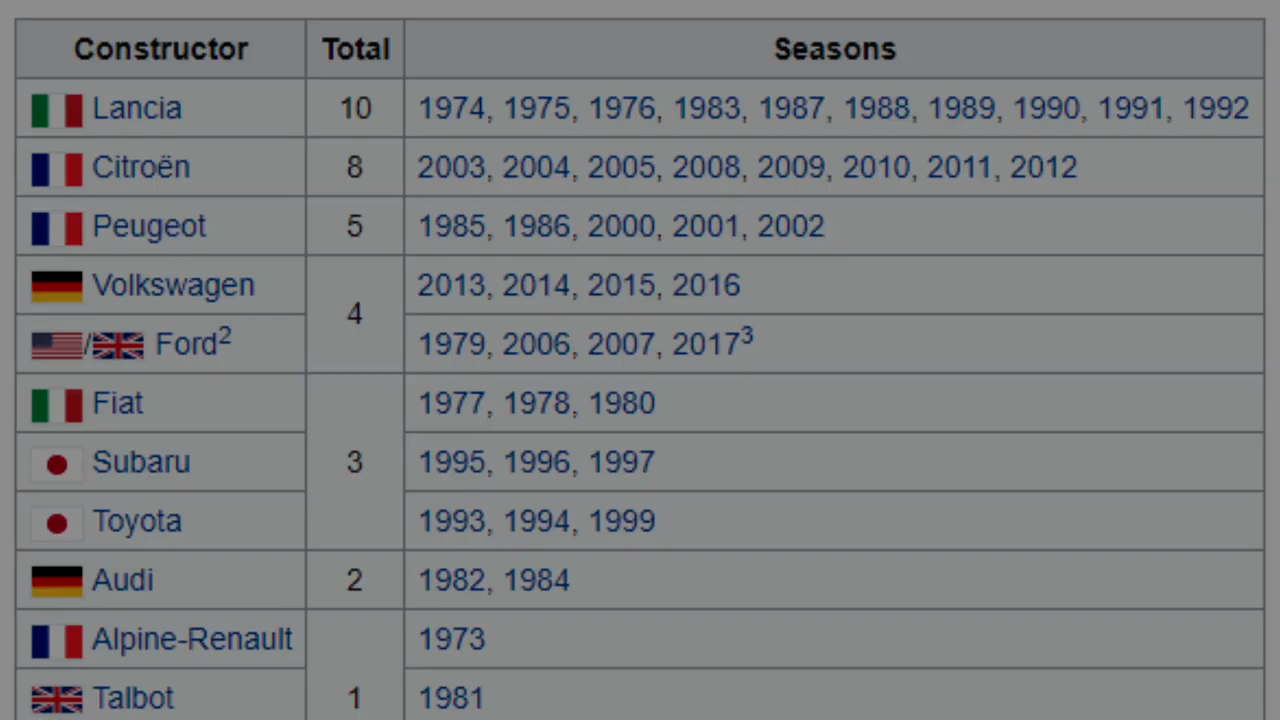 Constructor Total Seasons
Lancia 10 1974, 1975, 1976, 1983, 1987, 1988, 1989, 1990, 1991, 1992
Citroën 8 2003, 2004, 2005, 2008, 2009, 2010, 2011, 2012
Peugeot 5 1985, 1986, 2000, 2001, 2002
Volkswagen 4 2013, 2014, 2015, 2016
/ Ford2 1979, 2006, 2007, 20173
Fiat 1977, 1978, 1980
Subaru 3 1995, 1996, 1997
Toyota 1993, 1994, 1999
Audi 2 1982, 1984
Alpine-Renault 1973
Talbot 1 1981